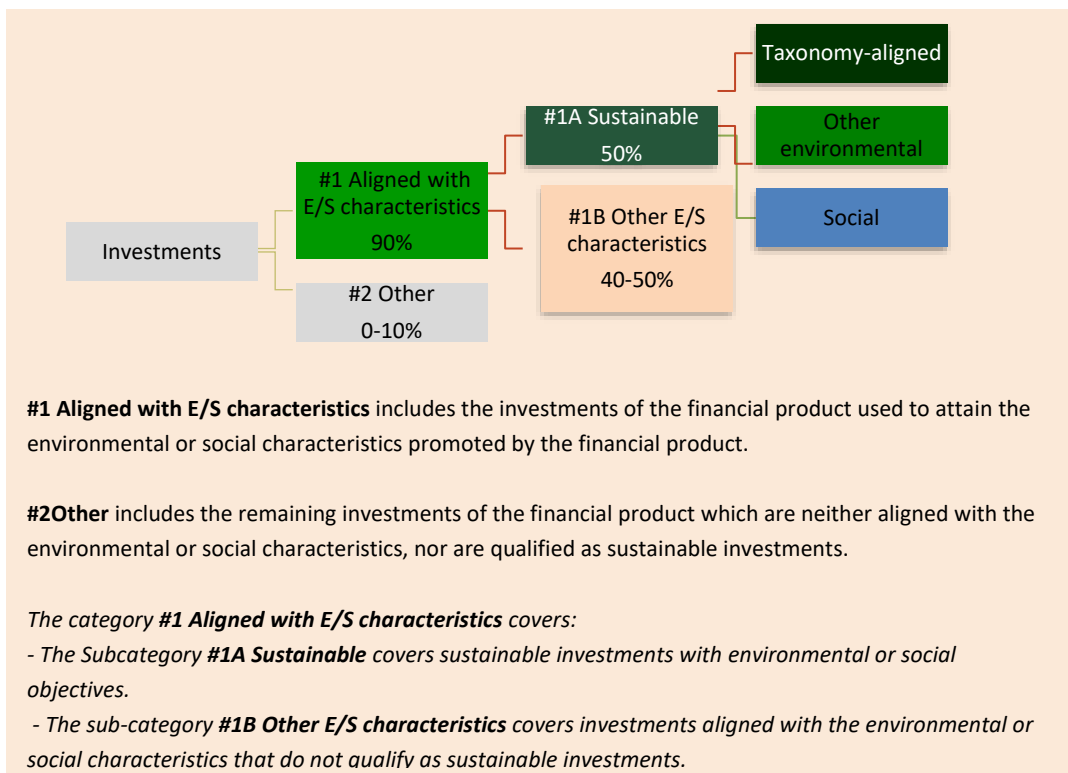 Taxonomy-aligned
#1A Sustainable
50%
Other
environmental
#1 Aligned with
E/S characteristics
90%
#1B Other E/S
characteristics
40-50%
Social
Investments
#2 Other
0-10%
#1 Aligned with E/S characteristics includes the investments of the financial product used to attain the
environmental or social characteristics promoted by the financial product.
#2Other includes the remaining investments of the financial product which are neither aligned with the
environmental or social characteristics, nor are qualified as sustainable investments.
The category #1 Aligned with E/S characteristics covers:
- The Subcategory #1A Sustainable covers sustainable investments with environmental or social
objectives.
- The sub-category #1B Other E/S characteristics covers investments aligned with the environmental or
social characteristics that do not qualify as sustainable investments.